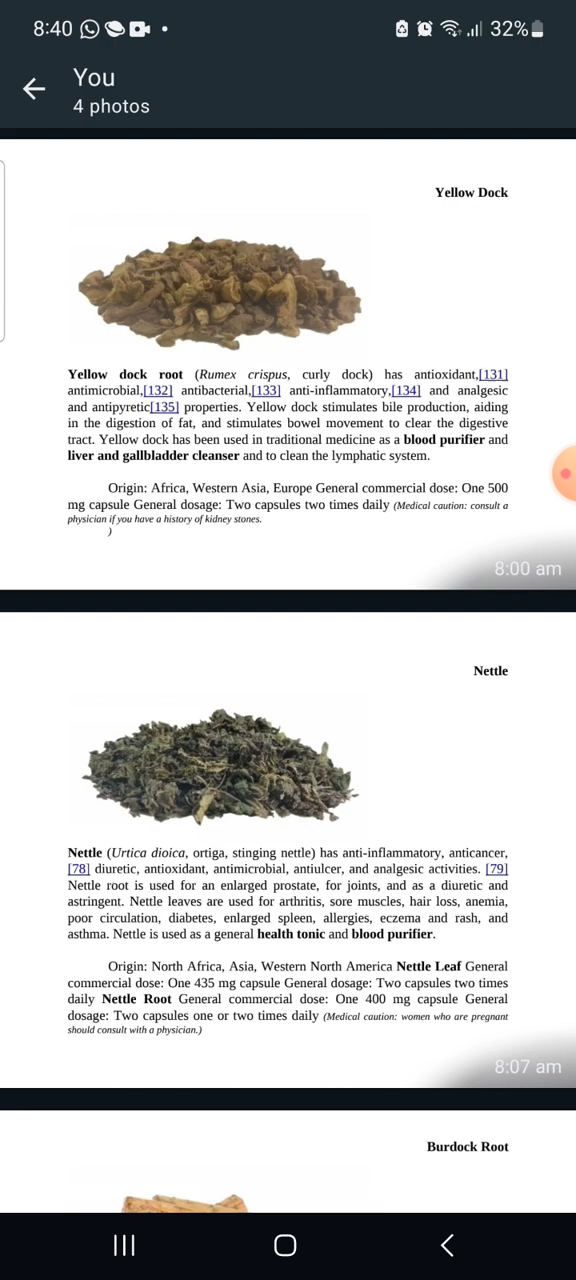 8:40 32%
You
4 photos
Yellow Dock
Yellow dock root (Rumex crispus, curly dock) has antioxidant,[131]
antimicrobial,[132] antibacterial,[133] anti-inflammatory,[134] and analgesic
and antipyretic[135] properties. Yellow dock stimulates bile production, aiding
in the digestion of fat, and stimulates bowel movement to clear the digestive
tract. Yellow dock has been used in traditional medicine as a blood purifier and
liver and gallbladder cleanser and to clean the lymphatic system.
Origin: Africa, Western Asia, Europe General commercial dose: One 500
mg capsule General dosage: Two capsules two times daily (Medical caution: consult a
physician if you have a history of kidney stones.
)
8:00 am
Nettle
Nettle (Urtica dioica, ortiga, stinging nettle) has anti-inflammatory, anticancer,
[78] diuretic, antioxidant, antimicrobial, antiulcer, and analgesic activities. [79]
Nettle root is used for an enlarged prostate, for joints, and as a diuretic and
astringent. Nettle leaves are used for arthritis, sore muscles, hair loss, anemia,
poor circulation, diabetes, enlarged spleen, allergies, eczema and rash, and
asthma. Nettle is used as a general health tonic and blood purifier.
Origin: North Africa, Asia, Western North America Nettle Leaf General
commercial dose: One 435 mg capsule General dosage: Two capsules two times
daily Nettle Root General commercial dose: One 400 mg capsule General
dosage: Two capsules one or two times daily (Medical caution: women who are pregnant
should consult with a physician.)
8:07 am
Burdock Root